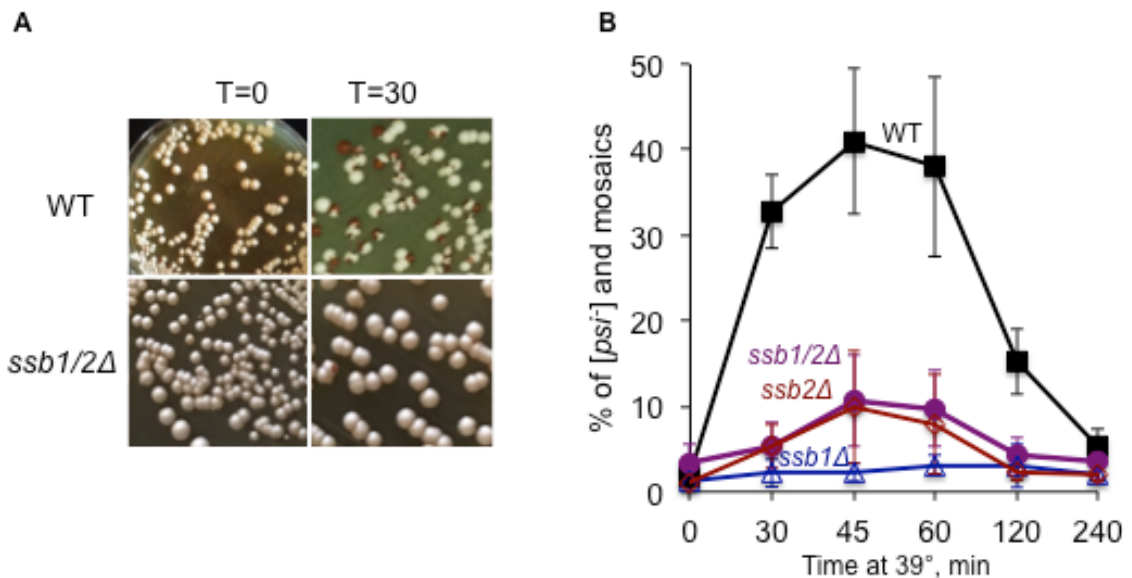 A
T=0 T=30
WT
ssb1/2Δ
B
% of [psi⁻] and mosaics
50
40
30
20
10
0
WT
ssb1/2Δ
ssb2Δ
ssb1Δ
0 30 45 60 120 240
Time at 39°, min